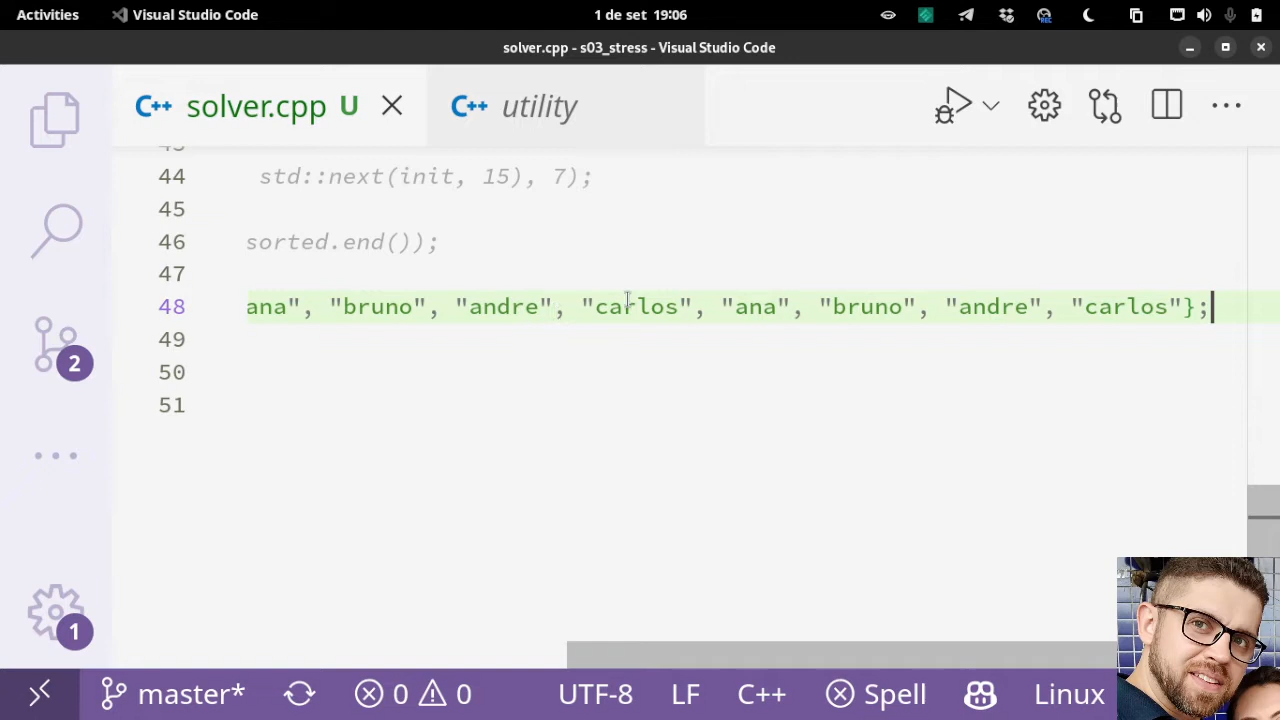 Activities
Visual Studio Code
1 de set 19:06
REC
solver.cpp - s03_stress - Visual Studio Code
C++ solver.cpp U
C++ utility
44 std::next(init, 15), 7);
45
46 sorted.end());
47
48 ana", "bruno", "andre", "carlos", "ana", "bruno", "andre", "carlos"};
49
50
51
2
1
master* 0 0 UTF-8 LF C++ Spell Linux